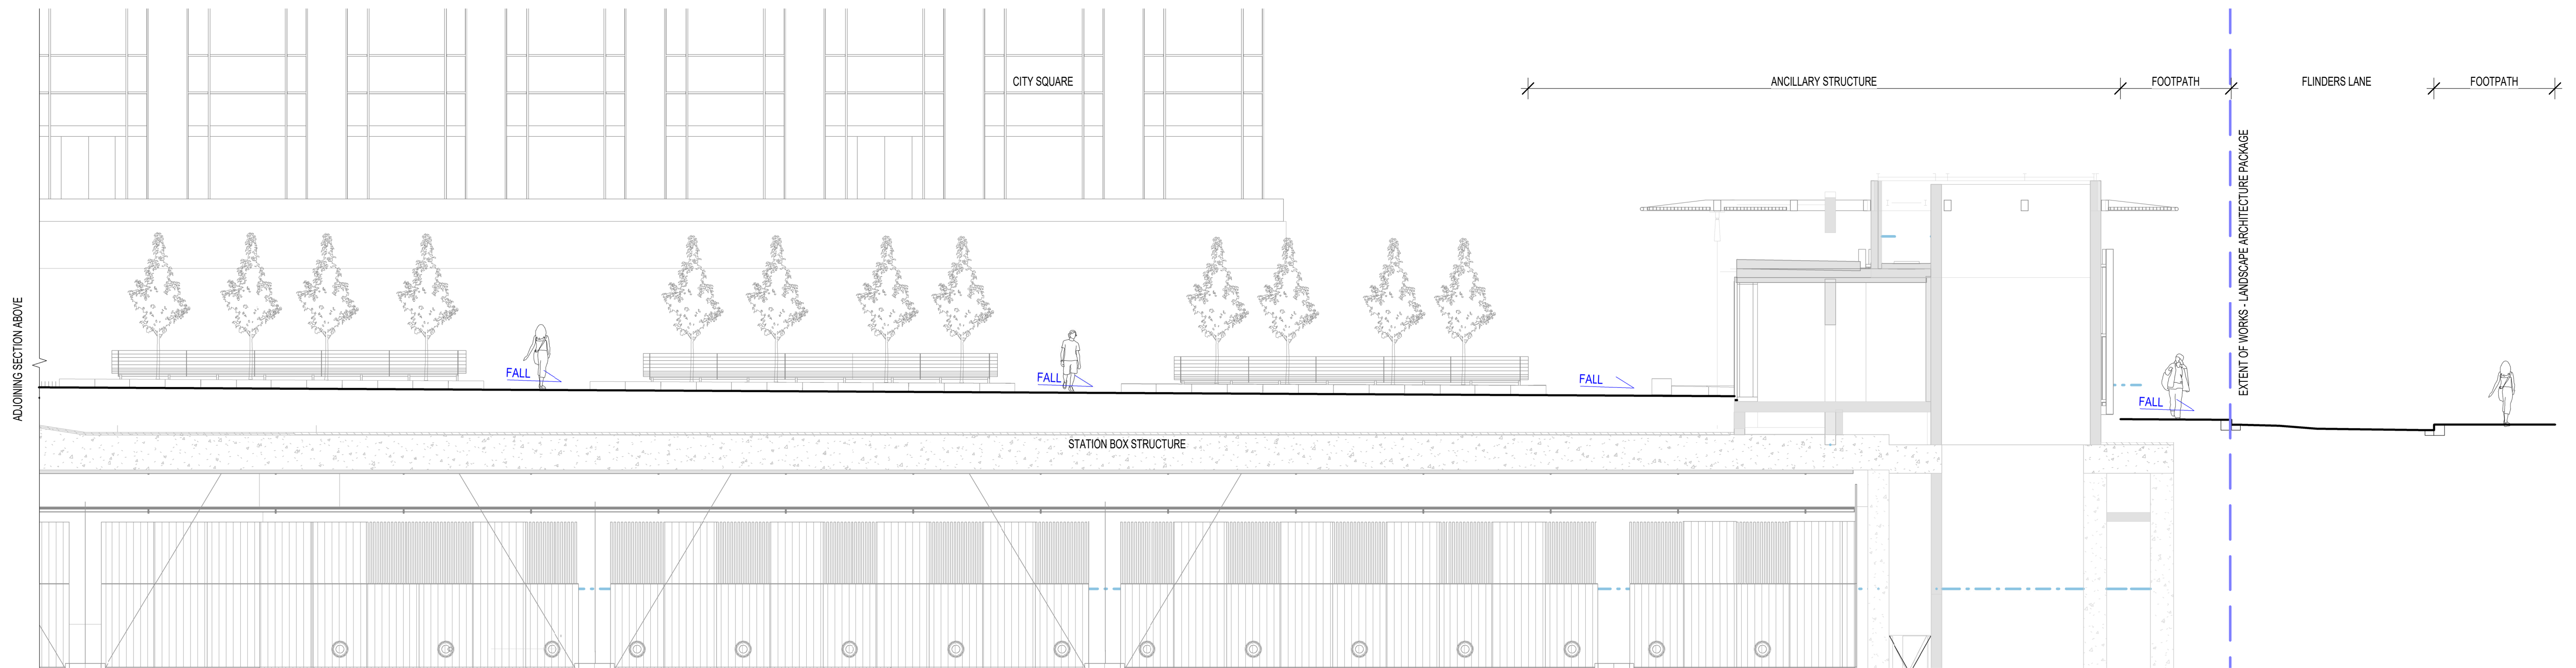 CITY SQUARE
ANCILLARY STRUCTURE
FOOTPATH
FLINDERS LANE
FOOTPATH
ADJOINING SECTION ABOVE
EXTENT OF WORKS - LANDSCAPE ARCHITECTURE PACKAGE
FALL
FALL
FALL
FALL
STATION BOX STRUCTURE